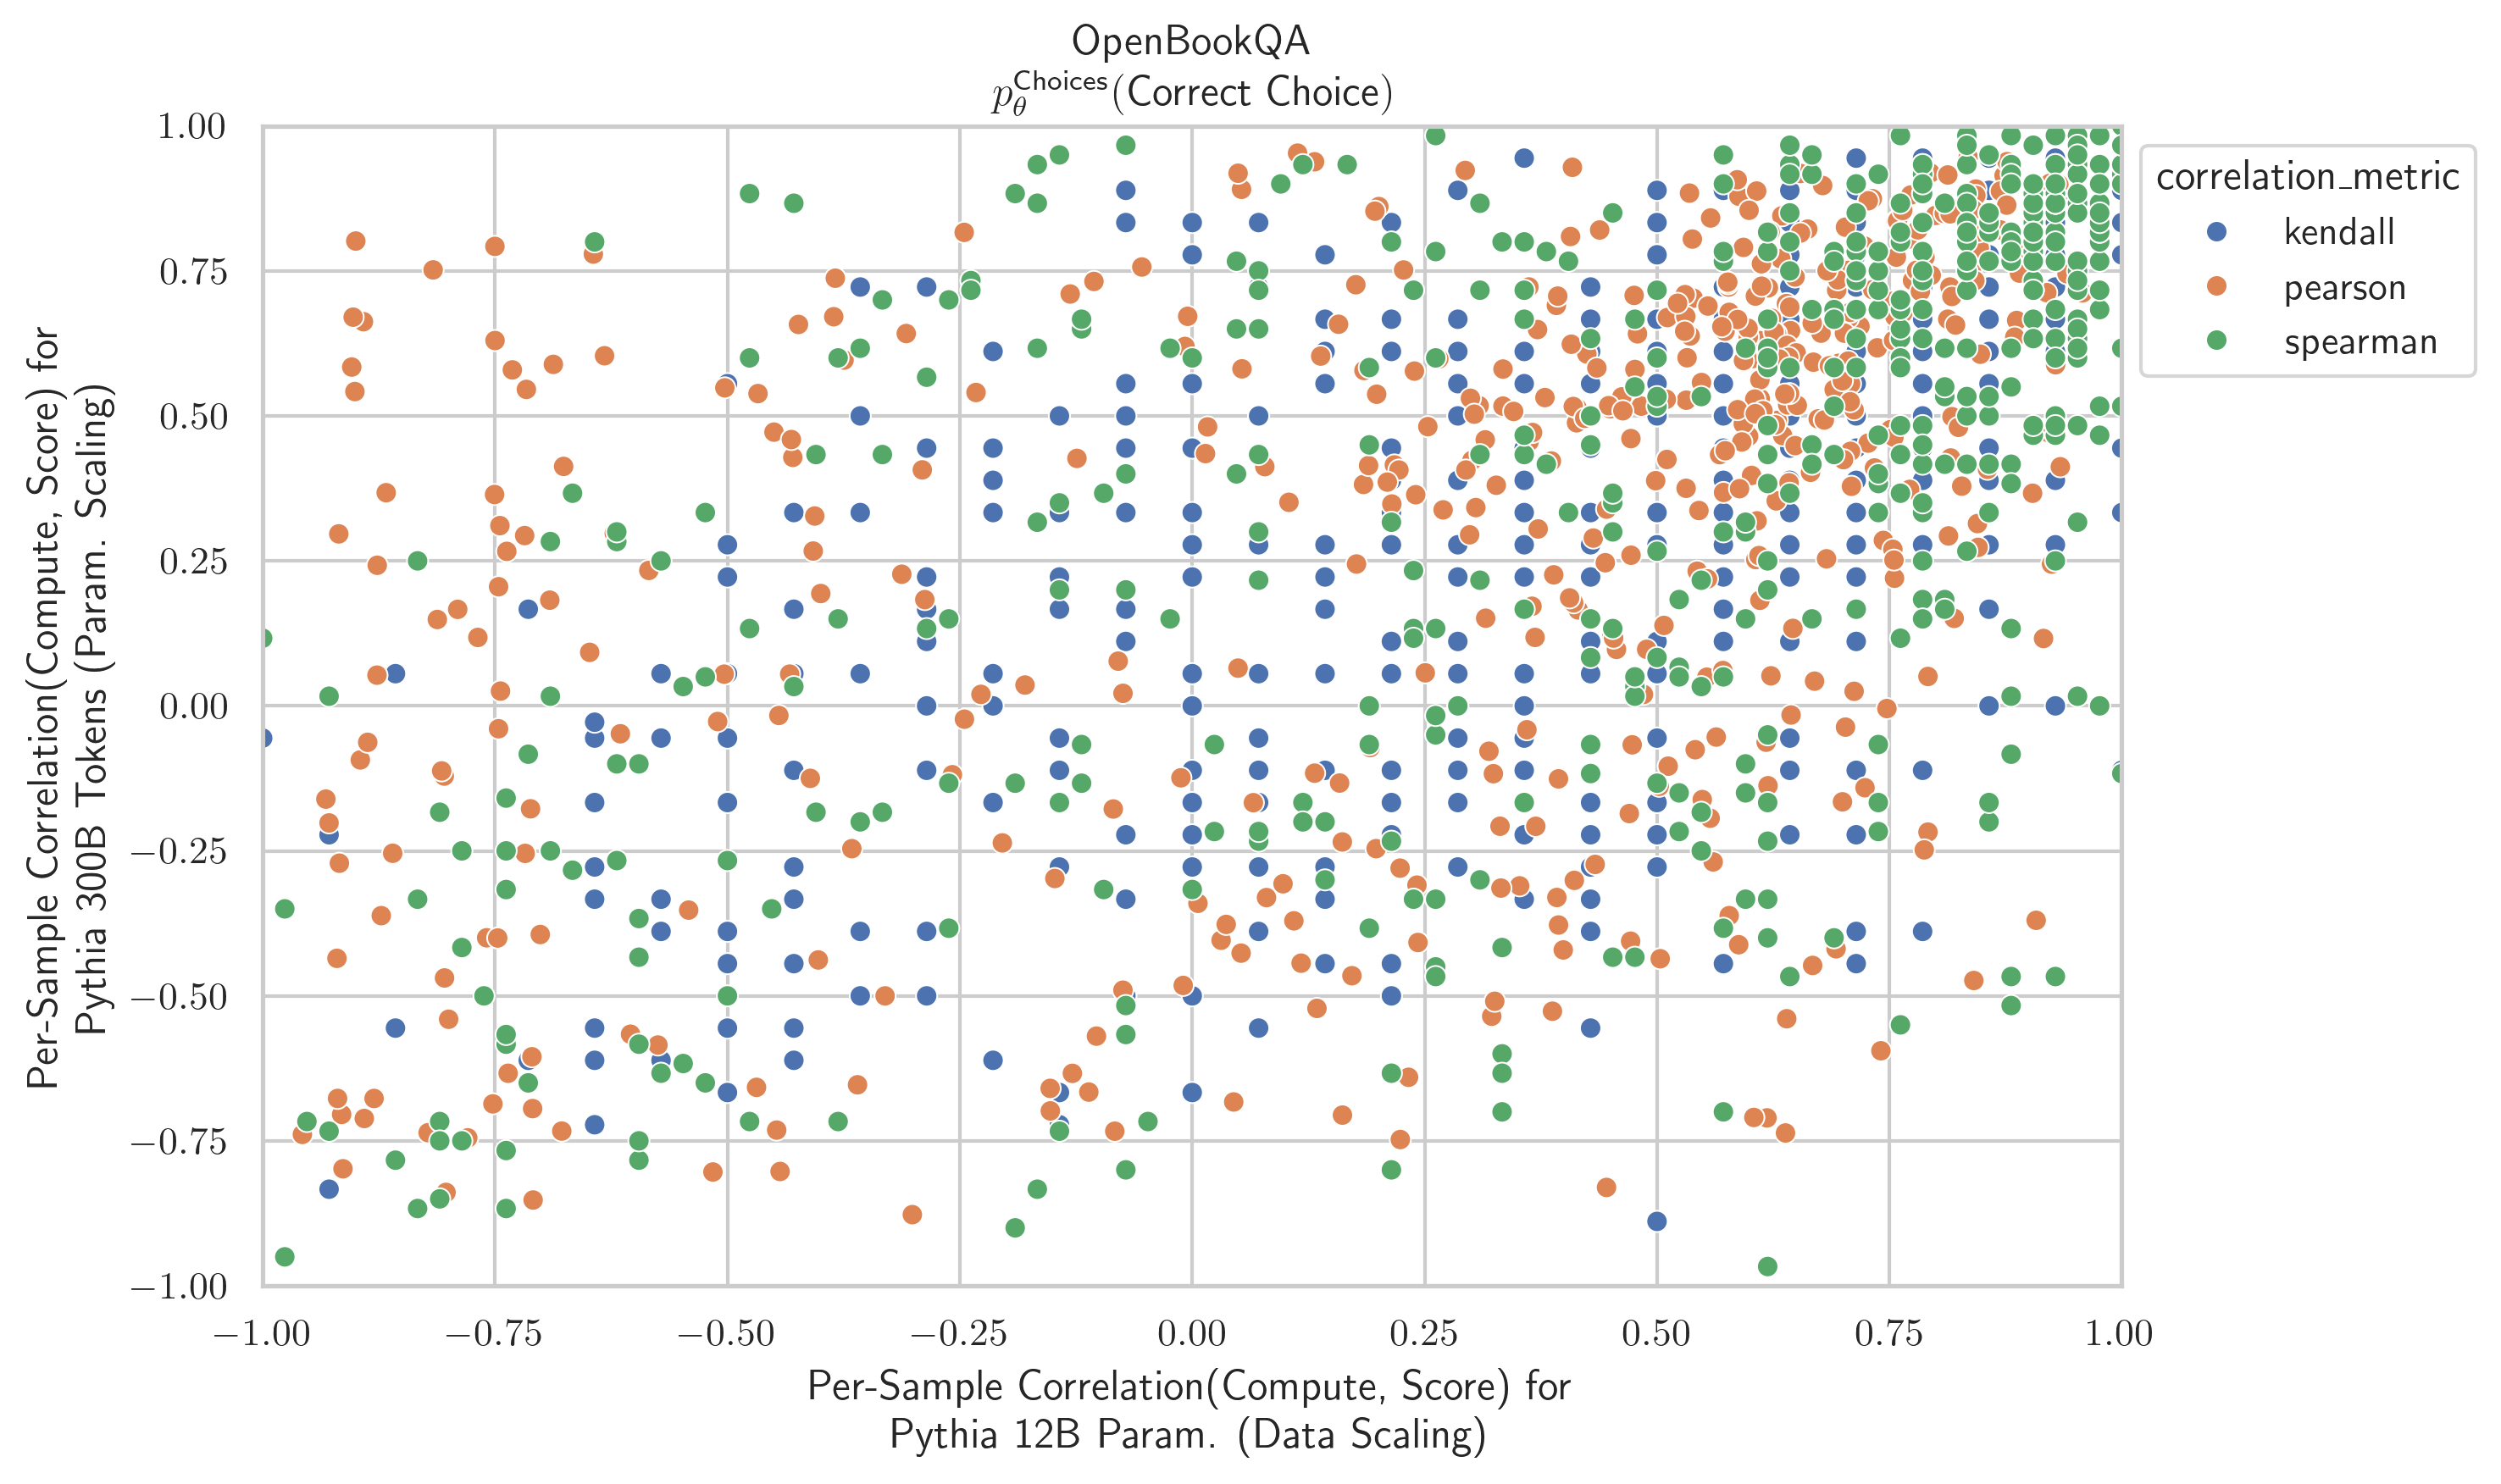 OpenBookQA
p_θ^Choices(Correct Choice)
1.00
0.75
0.50
0.25
0.00
−0.25
−0.50
−0.75
−1.00
Per-Sample Correlation(Compute, Score) for
Pythia 300B Tokens (Param. Scaling)
−1.00 −0.75 −0.50 −0.25 0.00 0.25 0.50 0.75 1.00
Per-Sample Correlation(Compute, Score) for
Pythia 12B Param. (Data Scaling)
correlation_metric
kendall
pearson
spearman